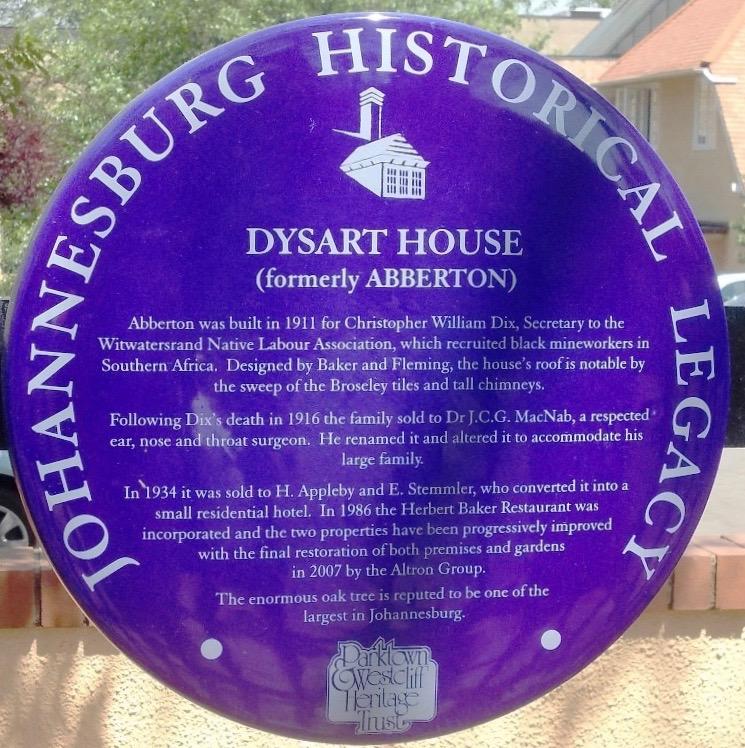 JOHANNESBURG HISTORICAL LEGACY
DYSART HOUSE
(formerly ABBERTON)
Abberton was built in 1911 for Christopher William Dix, Secretary to the
Witwatersrand Native Labour Association, which recruited black mineworkers in
Southern Africa. Designed by Baker and Fleming, the house's roof is notable by
the sweep of the Broseley tiles and tall chimneys.
Following Dix's death in 1916 the family sold to Dr J.C.G. MacNab, a respected
ear, nose and throat surgeon. He renamed it and altered it to accommodate his
large family.
In 1934 it was sold to H. Appleby and E. Stemmler, who converted it into a
small residential hotel. In 1986 the Herbert Baker Restaurant was
incorporated and the two properties have been progressively improved
with the final restoration of both premises and gardens
in 2007 by the Altron Group.
The enormous oak tree is reputed to be one of the
largest in Johannesburg.
Parktown
& Westcliff
Heritage
Trust